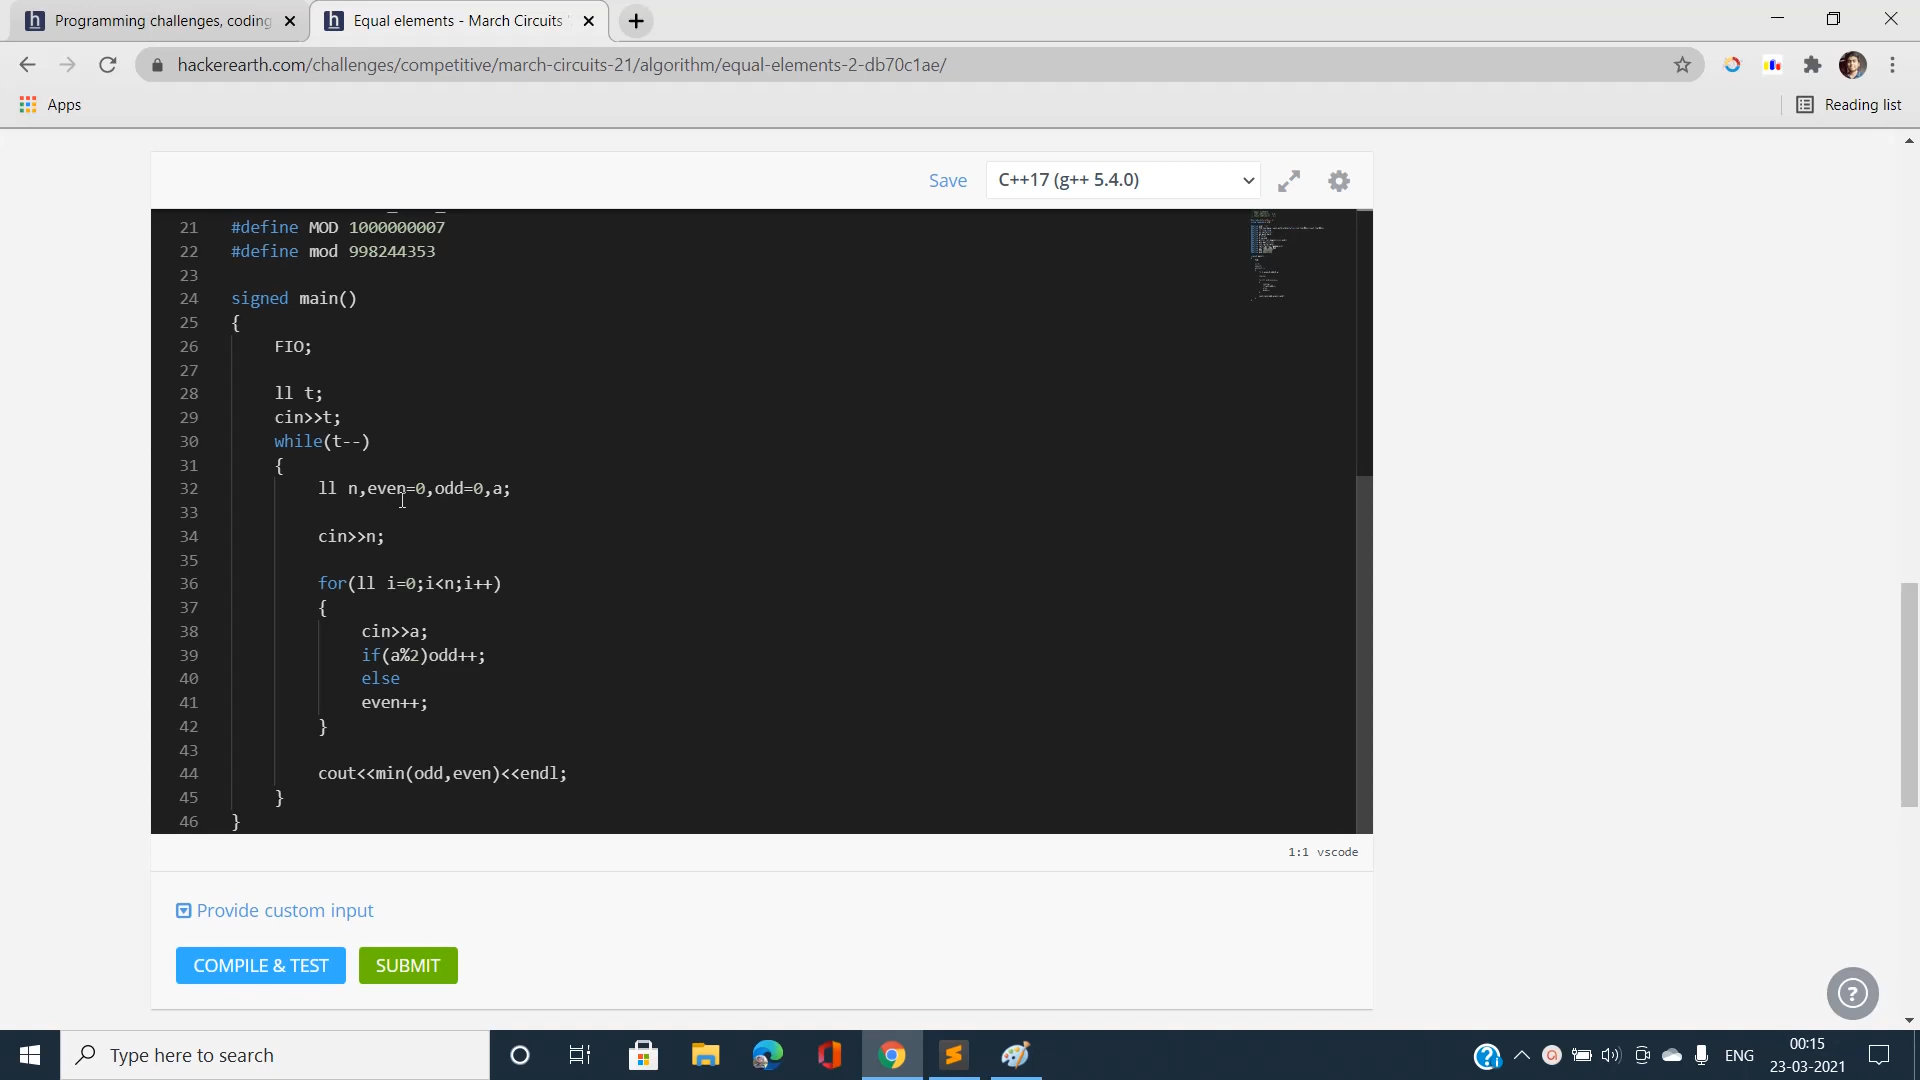 Programming challenges, coding
Equal elements - March Circuits '
hackerearth.com/challenges/competitive/march-circuits-21/algorithm/equal-elements-2-db70c1ae/
Apps
Reading list
Save
C++17 (g++ 5.4.0)
21 #define MOD 1000000007
22 #define mod 998244353
23
24 signed main()
25 {
26 FIO;
27
28 ll t;
29 cin>>t;
30 while(t--)
31 {
32 ll n,even=0,odd=0,a;
33
34 cin>>n;
35
36 for(ll i=0;i<n;i++)
37 {
38 cin>>a;
39 if(a%2)odd++;
40 else
41 even++;
42 }
43
44 cout<<min(odd,even)<<endl;
45 }
46 }
1:1 vscode
Provide custom input
COMPILE & TEST
SUBMIT
Type here to search
ENG
00:15
23-03-2021